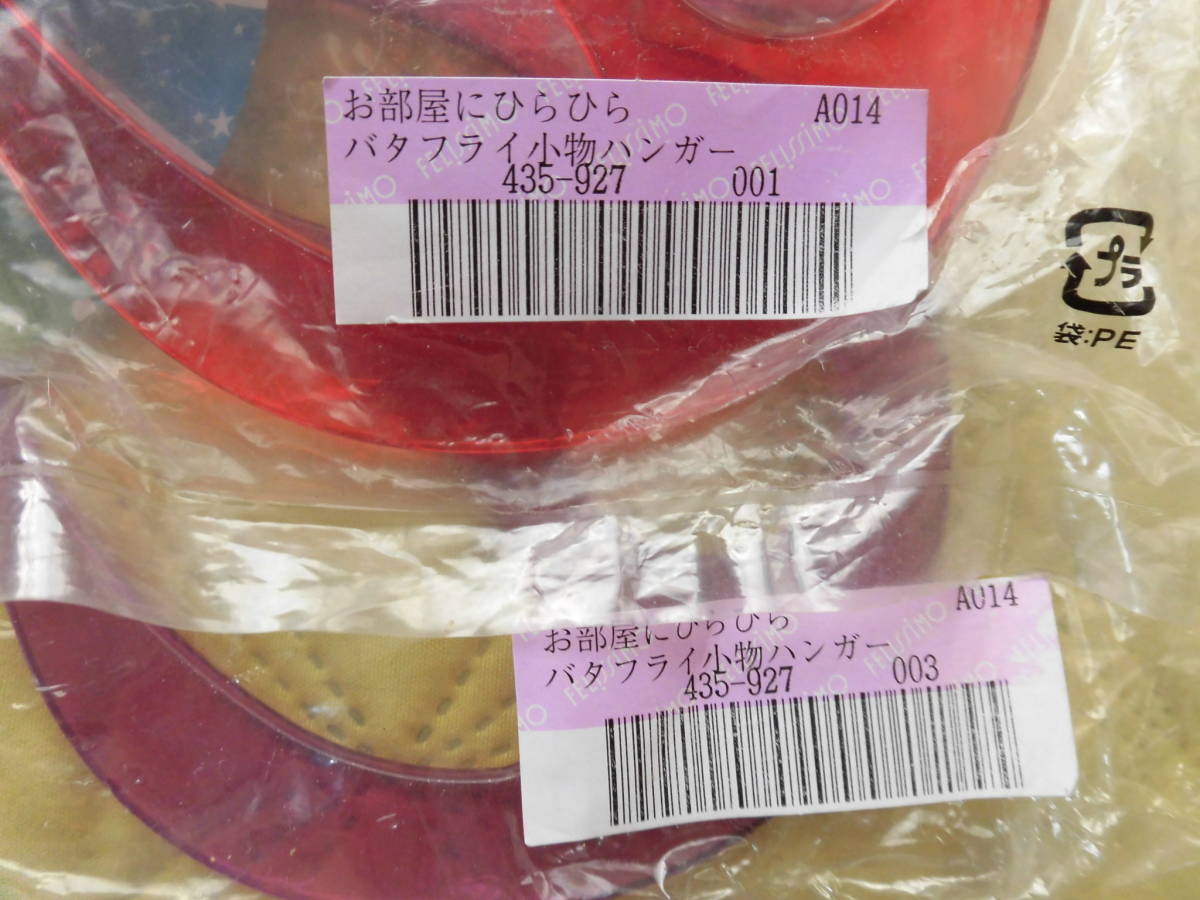 お部屋にひらひら A014
バタフライ小物ハンガー
435-927 001
FELISSIMO
プラ
袋:PE
お部屋にひらひら A014
バタフライ小物ハンガー
435-927 003
FELISSIMO